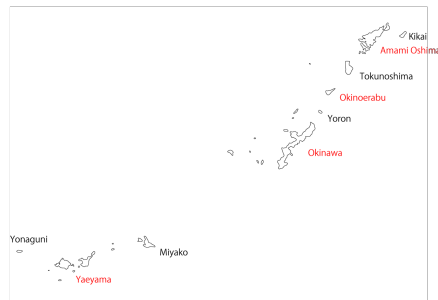 Kikai
Amami Oshima
Tokunoshima
Okinoerabu
Yoron
Okinawa
Yonaguni
Miyako
Yaeyama